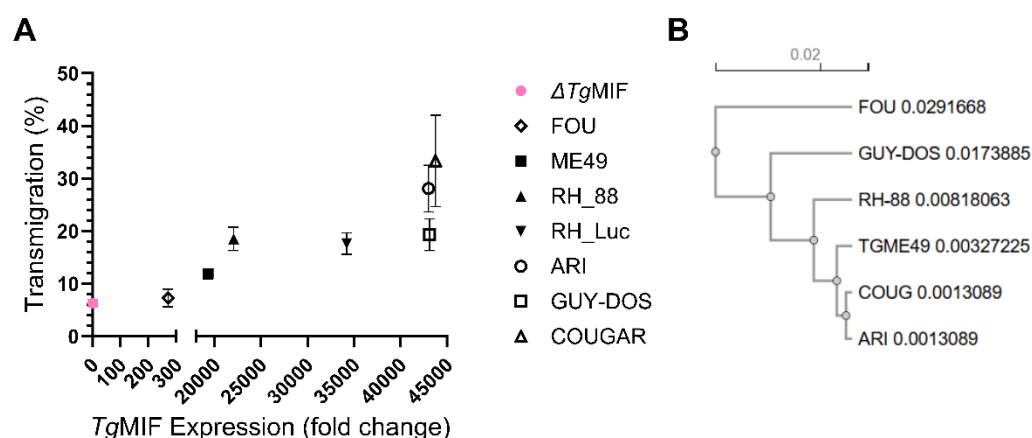 A
50
40
30
20
10
0
Transmigration (%)
0
100
200
300
20000
25000
30000
35000
40000
45000
TgMIF Expression (fold change)
ΔTgMIF
FOU
ME49
RH_88
RH_Luc
ARI
GUY-DOS
COUGAR
B
0.02
FOU 0.0291668
GUY-DOS 0.0173885
RH-88 0.00818063
TGME49 0.00327225
COUG 0.0013089
ARI 0.0013089